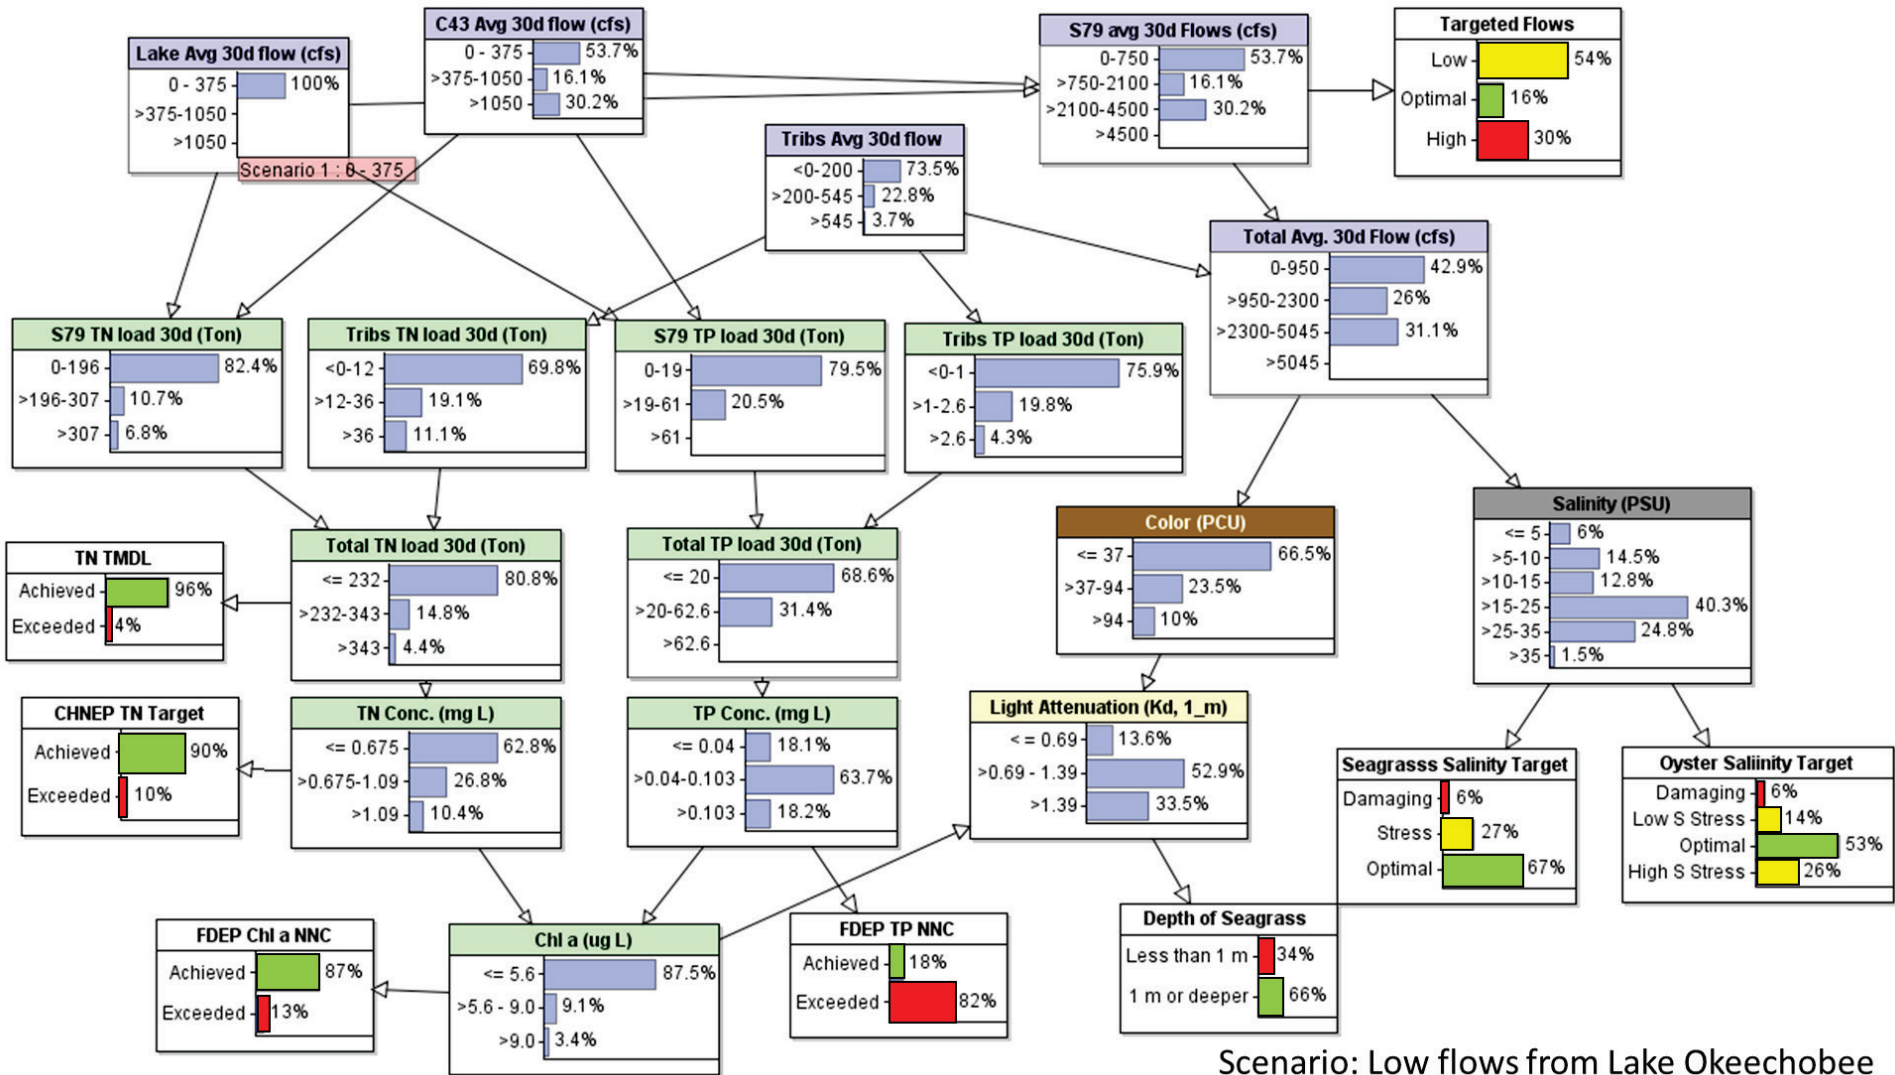 C43 Avg 30d flow (cfs)
0 - 375 53.7%
>375-1050 16.1%
>1050 30.2%
Lake Avg 30d flow (cfs)
0 - 375 100%
>375-1050
>1050
Scenario 1 : 0 - 375
S79 avg 30d Flows (cfs)
0-750 53.7%
>750-2100 16.1%
>2100-4500 30.2%
>4500
Targeted Flows
Low 54%
Optimal 16%
High 30%
Tribs Avg 30d flow
<0-200 73.5%
>200-545 22.8%
>545 3.7%
Total Avg. 30d Flow (cfs)
0-950 42.9%
>950-2300 26%
>2300-5045 31.1%
>5045
S79 TN load 30d (Ton)
0-196 82.4%
>196-307 10.7%
>307 6.8%
Tribs TN load 30d (Ton)
<0-12 69.8%
>12-36 19.1%
>36 11.1%
S79 TP load 30d (Ton)
0-19 79.5%
>19-61 20.5%
>61
Tribs TP load 30d (Ton)
<0-1 75.9%
>1-2.6 19.8%
>2.6 4.3%
TN TMDL
Achieved 96%
Exceeded 4%
Total TN load 30d (Ton)
<= 232 80.8%
>232-343 14.8%
>343 4.4%
Total TP load 30d (Ton)
<= 20 68.6%
>20-62.6 31.4%
>62.6
Color (PCU)
<= 37 66.5%
>37-94 23.5%
>94 10%
Salinity (PSU)
<= 5 6%
>5-10 14.5%
>10-15 12.8%
>15-25 40.3%
>25-35 24.8%
>35 1.5%
CHNEP TN Target
Achieved 90%
Exceeded 10%
TN Conc. (mg L)
<= 0.675 62.8%
>0.675-1.09 26.8%
>1.09 10.4%
TP Conc. (mg L)
<= 0.04 18.1%
>0.04-0.103 63.7%
>0.103 18.2%
Light Attenuation (Kd, 1_m)
< = 0.69 13.6%
>0.69 - 1.39 52.9%
>1.39 33.5%
Seagrasss Salinity Target
Damaging 6%
Stress 27%
Optimal 67%
Oyster Saliinity Target
Damaging 6%
Low S Stress 14%
Optimal 53%
High S Stress 26%
FDEP Chl a NNC
Achieved 87%
Exceeded 13%
Chl a (ug L)
<= 5.6 87.5%
>5.6 - 9.0 9.1%
>9.0 3.4%
FDEP TP NNC
Achieved 18%
Exceeded 82%
Depth of Seagrass
Less than 1 m 34%
1 m or deeper 66%
Scenario: Low flows from Lake Okeechobee